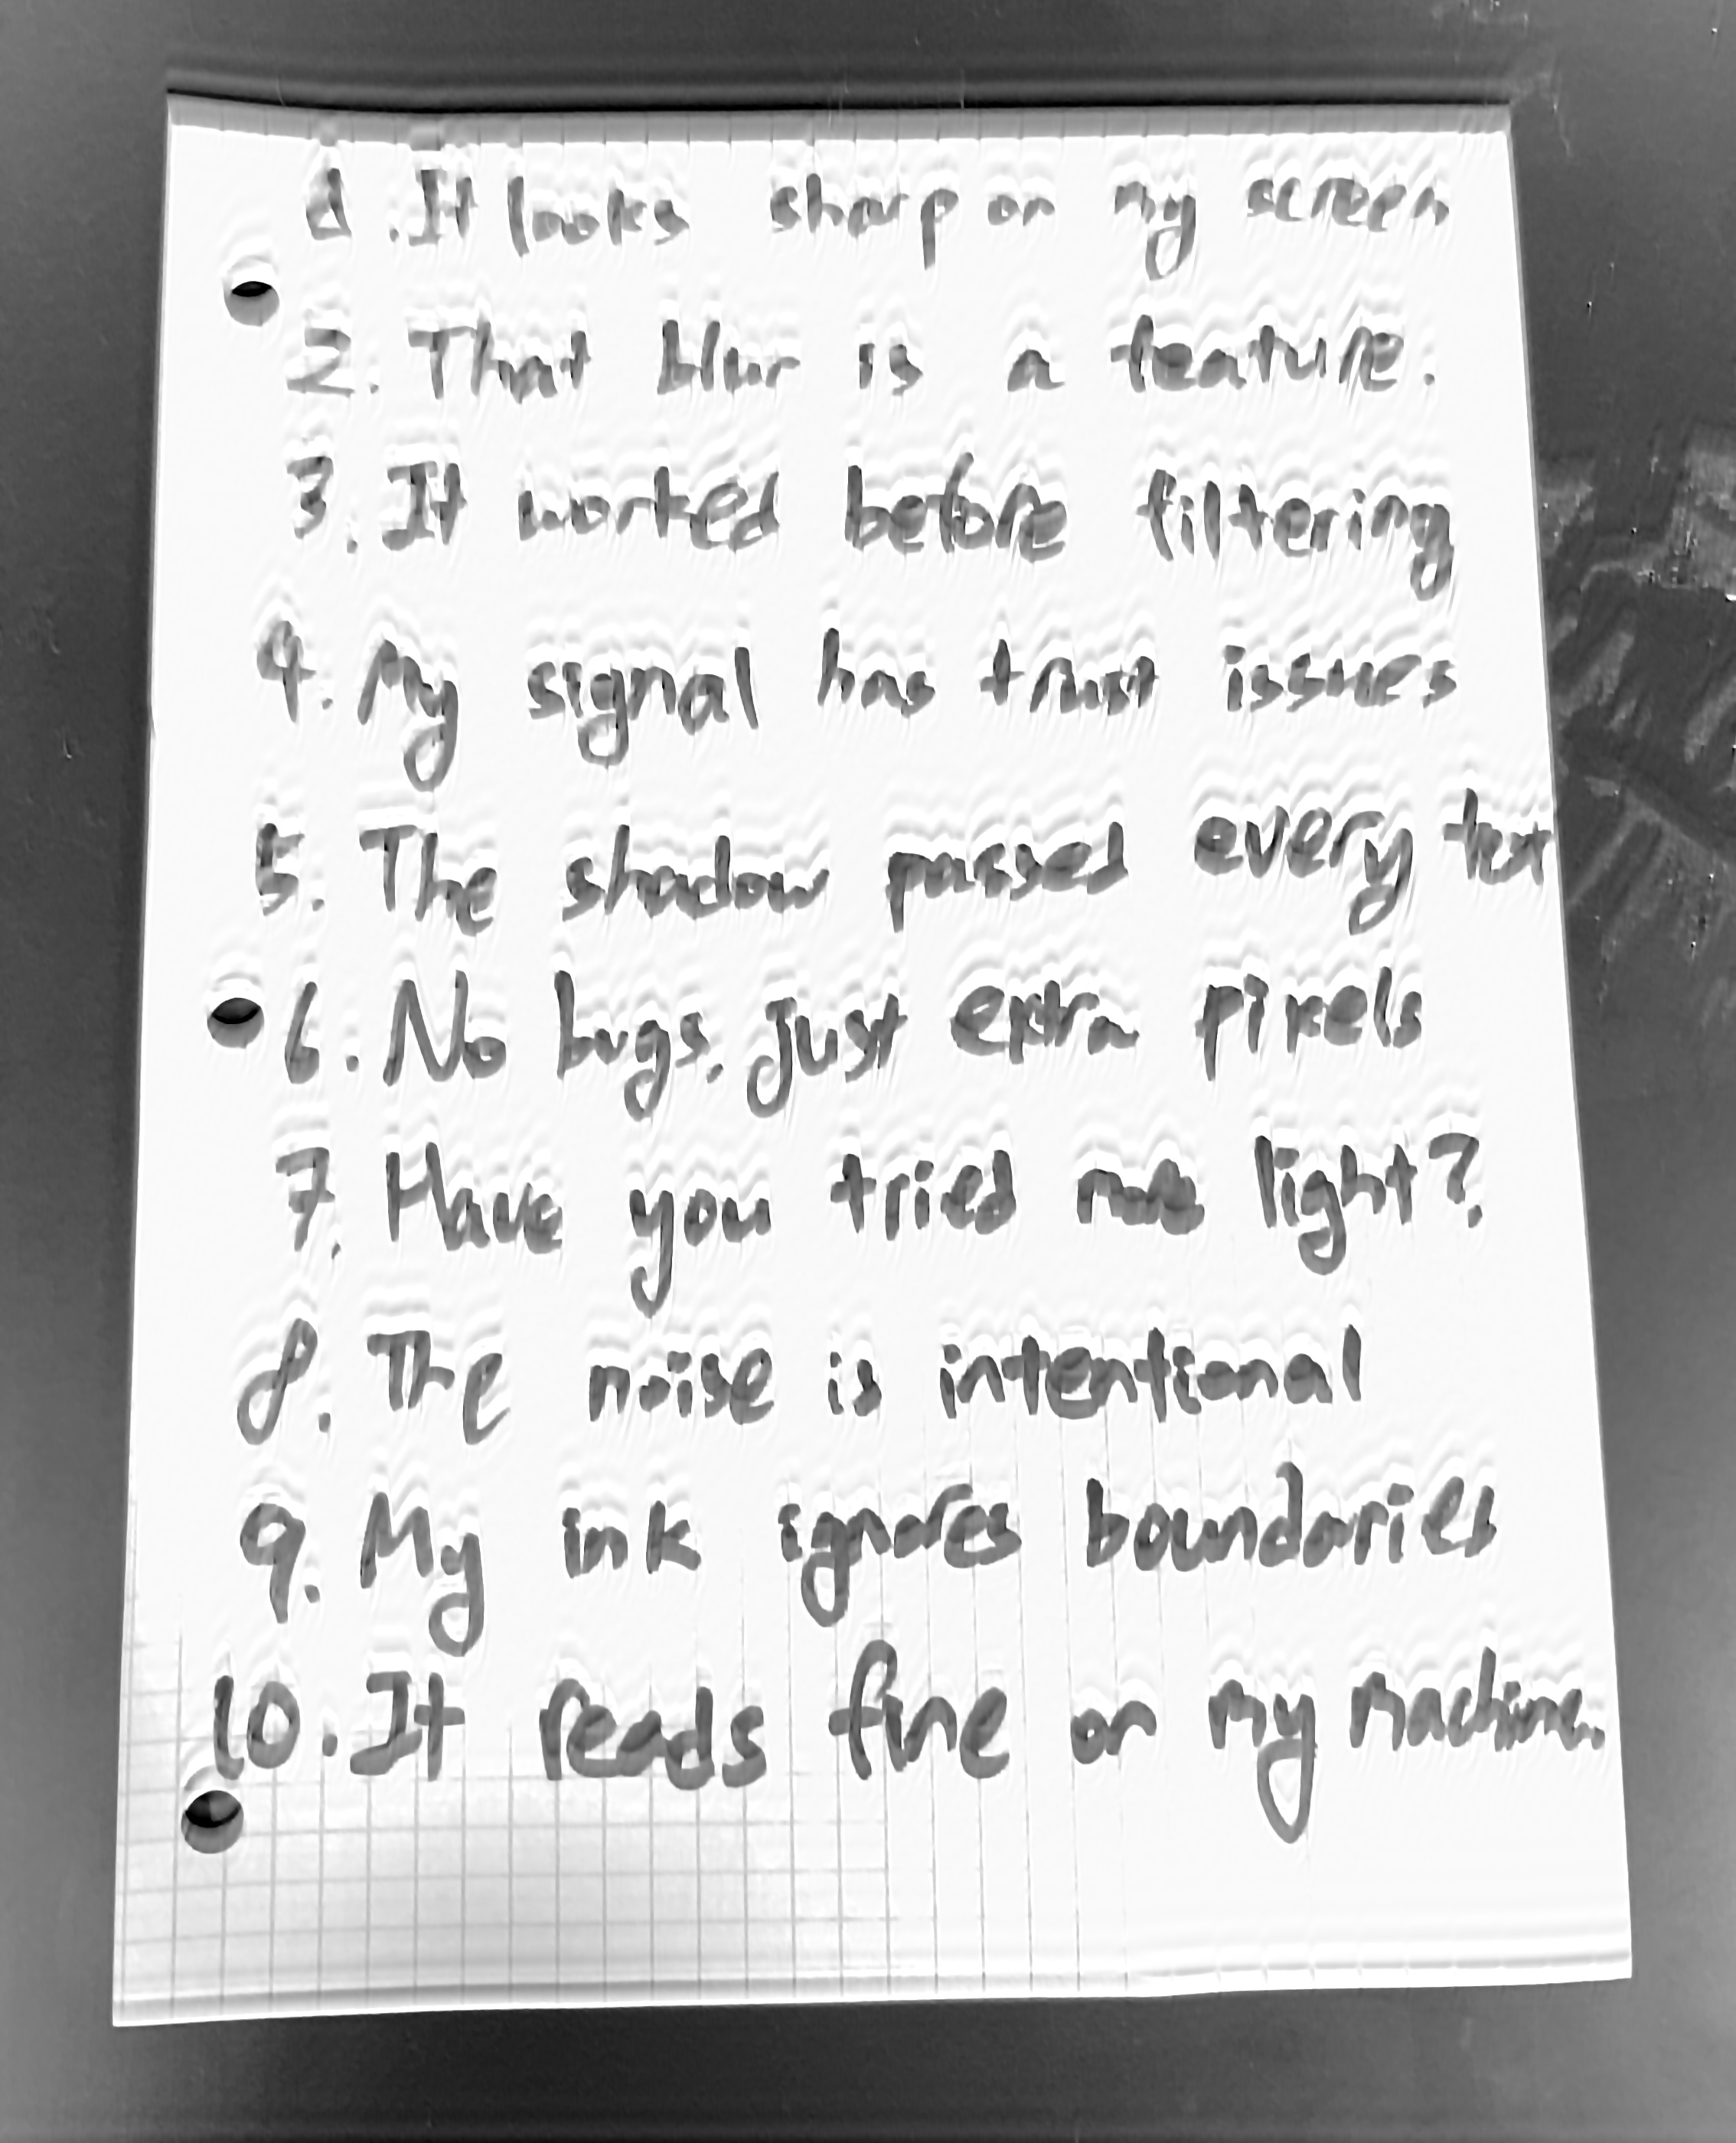 1. It looks sharp on my screen
2. That blur is a feature.
3. It worked before filtering
4. My signal has trust issues
5. The shadow passed every test
6. No bugs, just extra pixels
7. Have you tried more light?
8. The noise is intentional
9. My ink ignores boundaries
10. It reads fine on my machine.